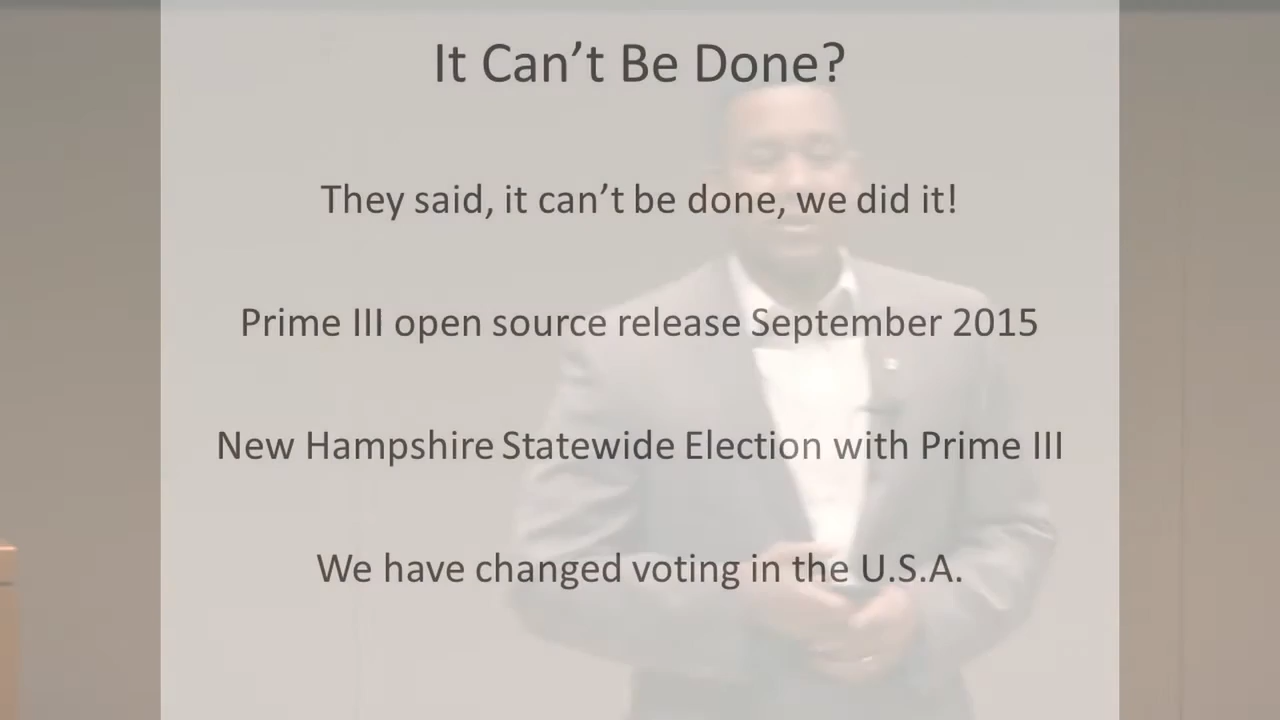 It Can’t Be Done?
They said, it can’t be done, we did it!
Prime III open source release September 2015
New Hampshire Statewide Election with Prime III
We have changed voting in the U.S.A.